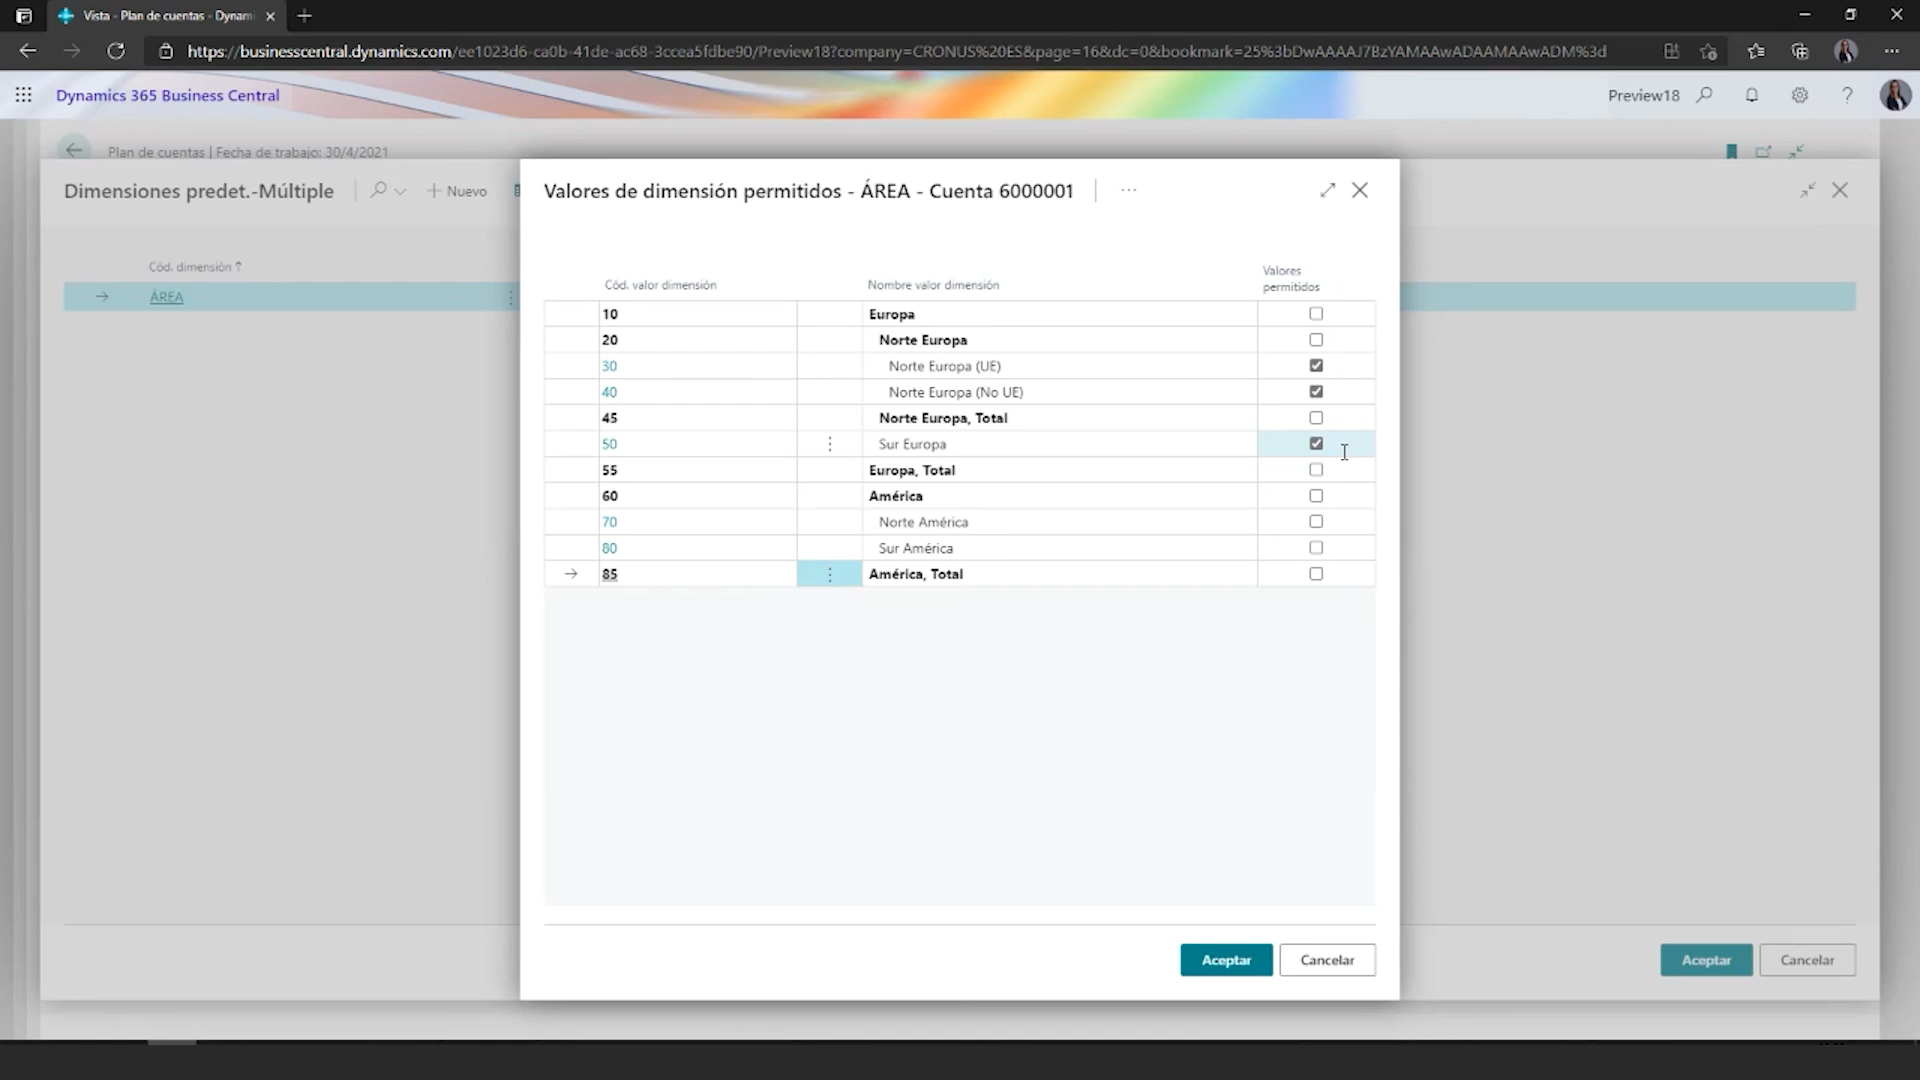 Vista - Plan de cuentas - Dynami
https://businesscentral.dynamics.com/ee1023d6-ca0b-41de-ac68-3ccea5fdbe90/Preview18?company=CRONUS%20ES&page=16&dc=0&bookmark=25%3bDwAAAAJ7BzYAMAAwADAAMAAwADM%3d
Dynamics 365 Business Central
Preview18
Plan de cuentas | Fecha de trabajo: 30/4/2021
Dimensiones predet.-Múltiple
Nuevo
Cód. dimensión ↑
ÁREA
Valores de dimensión permitidos - ÁREA - Cuenta 6000001
Cód. valor dimensión Nombre valor dimensión Valores permitidos
10 Europa
20 Norte Europa
30 Norte Europa (UE)
40 Norte Europa (No UE)
45 Norte Europa, Total
50 Sur Europa
55 Europa, Total
60 América
70 Norte América
80 Sur América
85 América, Total
Aceptar Cancelar
Aceptar Cancelar